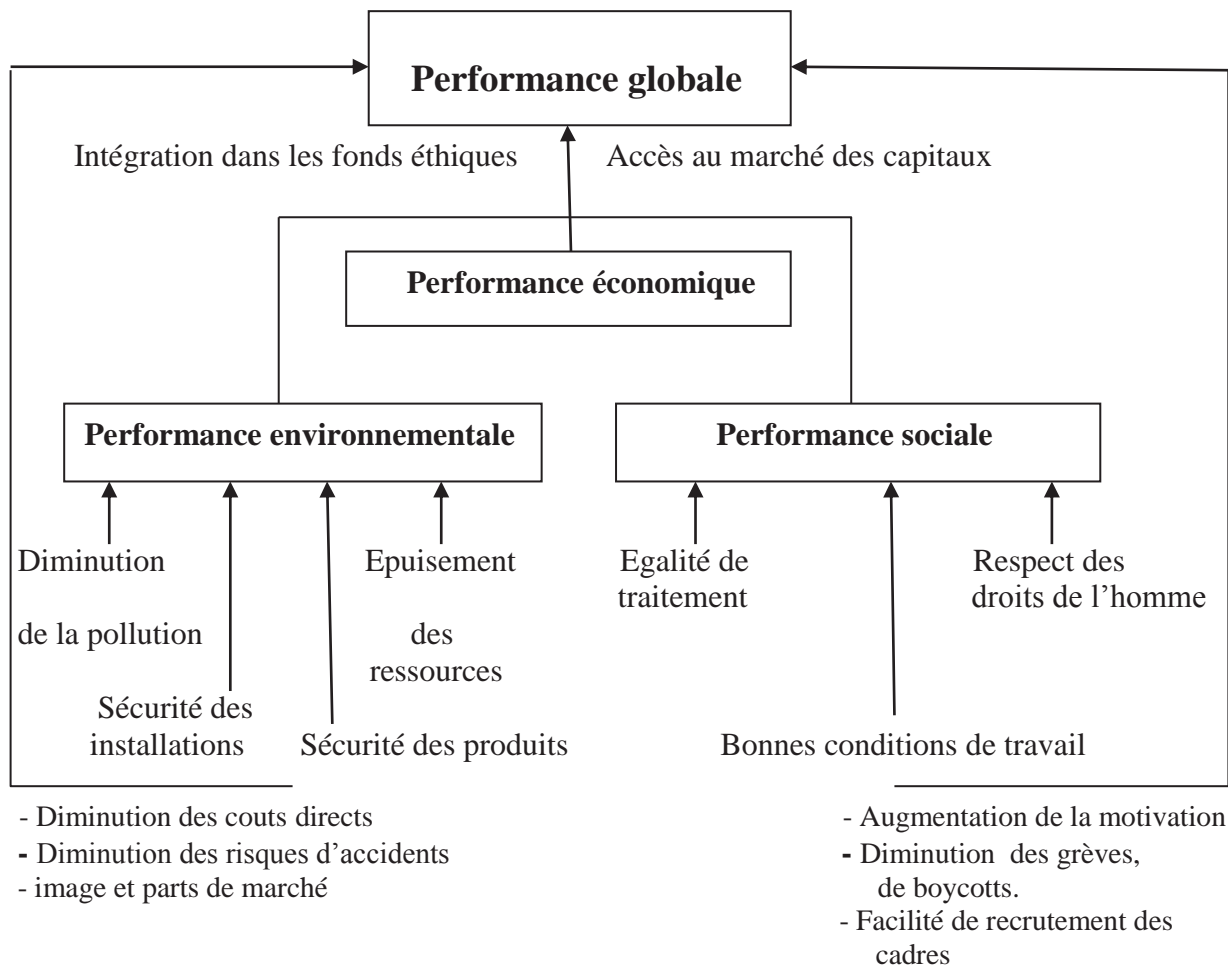 Performance globale
Intégration dans les fonds éthiques
Accès au marché des capitaux
Performance économique
Performance environnementale
Performance sociale
Diminution
de la pollution
Sécurité des
installations
Sécurité des produits
Epuisement
des
ressources
Egalité de
traitement
Bonnes conditions de travail
Respect des
droits de l’homme
- Diminution des couts directs
- Diminution des risques d’accidents
- image et parts de marché
- Augmentation de la motivation
- Diminution des grèves,
de boycotts.
- Facilité de recrutement des
cadres